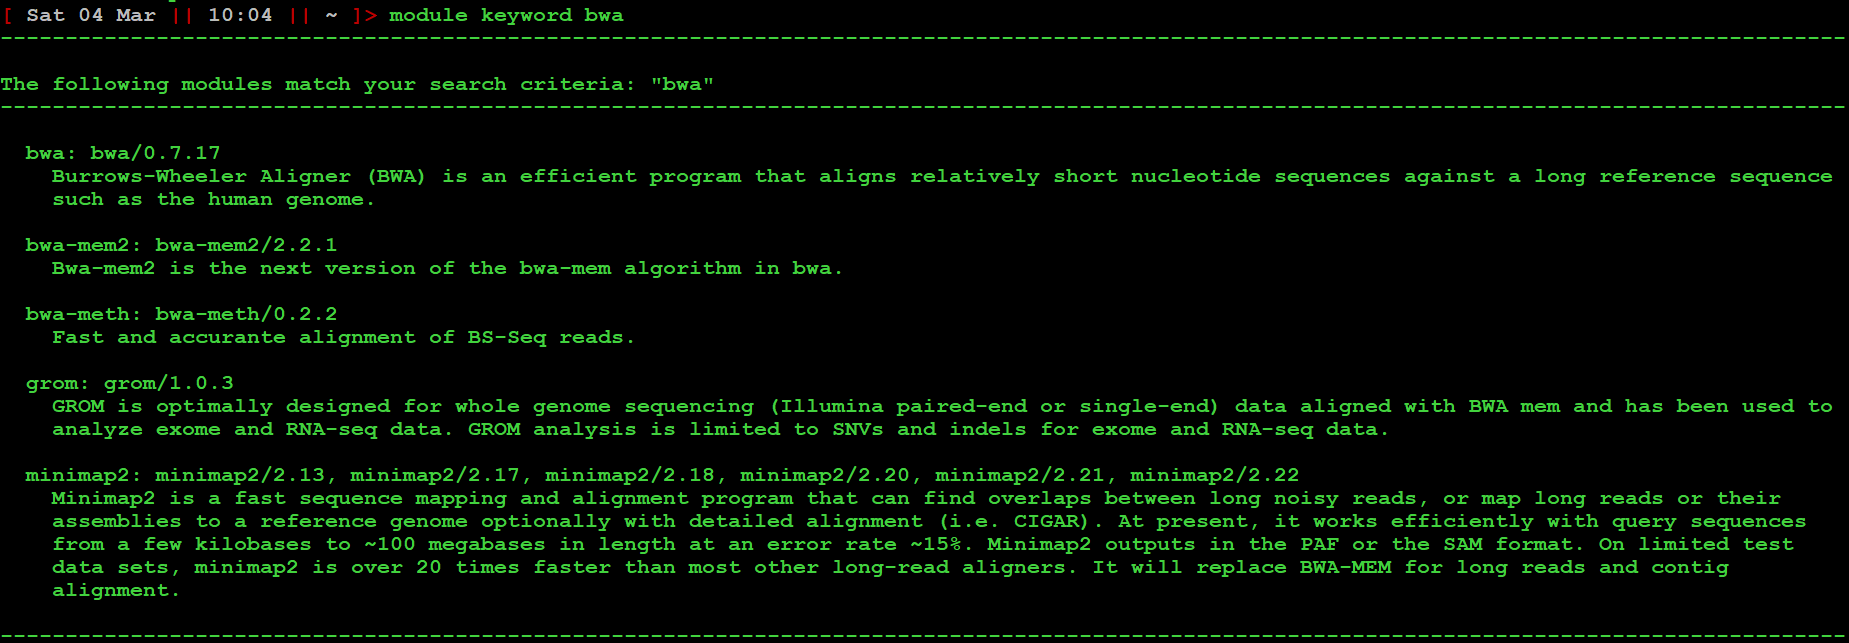 [ Sat 04 Mar || 10:04 || ~ ]> module keyword bwa
---------------------------------------------------------------------------------------------------------------------------------------------
The following modules match your search criteria: "bwa"
---------------------------------------------------------------------------------------------------------------------------------------------
bwa: bwa/0.7.17
Burrows-Wheeler Aligner (BWA) is an efficient program that aligns relatively short nucleotide sequences against a long reference sequence
such as the human genome.
bwa-mem2: bwa-mem2/2.2.1
Bwa-mem2 is the next version of the bwa-mem algorithm in bwa.
bwa-meth: bwa-meth/0.2.2
Fast and accurante alignment of BS-Seq reads.
grom: grom/1.0.3
GROM is optimally designed for whole genome sequencing (Illumina paired-end or single-end) data aligned with BWA mem and has been used to
analyze exome and RNA-seq data. GROM analysis is limited to SNVs and indels for exome and RNA-seq data.
minimap2: minimap2/2.13, minimap2/2.17, minimap2/2.18, minimap2/2.20, minimap2/2.21, minimap2/2.22
Minimap2 is a fast sequence mapping and alignment program that can find overlaps between long noisy reads, or map long reads or their
assemblies to a reference genome optionally with detailed alignment (i.e. CIGAR). At present, it works efficiently with query sequences
from a few kilobases to ~100 megabases in length at an error rate ~15%. Minimap2 outputs in the PAF or the SAM format. On limited test
data sets, minimap2 is over 20 times faster than most other long-read aligners. It will replace BWA-MEM for long reads and contig
alignment.
---------------------------------------------------------------------------------------------------------------------------------------------